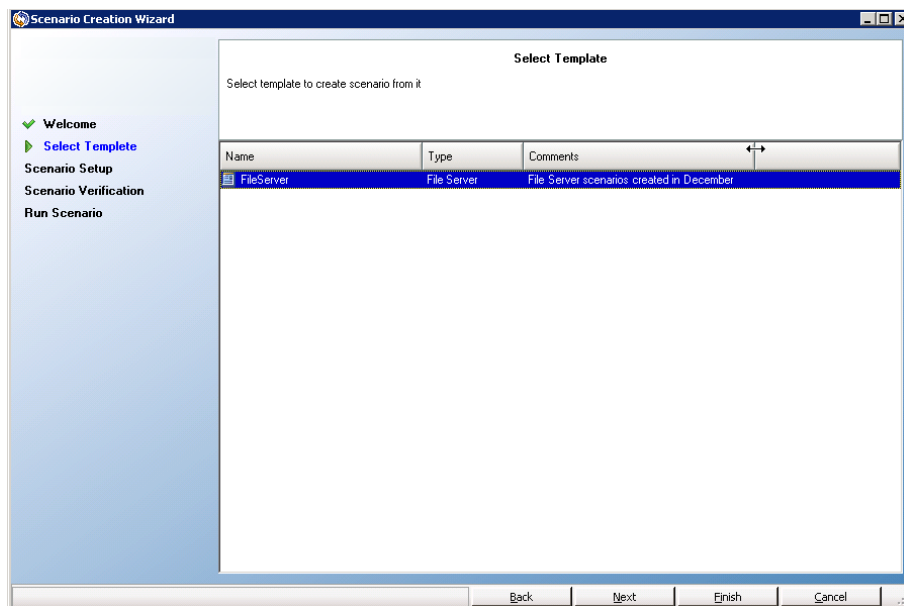 Scenario Creation Wizard
Select Template
Select template to create scenario from it
Welcome
Select Templete
Scenario Setup
Scenario Verification
Run Scenario
Name Type Comments
FileServer File Server File Server scenarios created in December
Back Next Finish Cancel